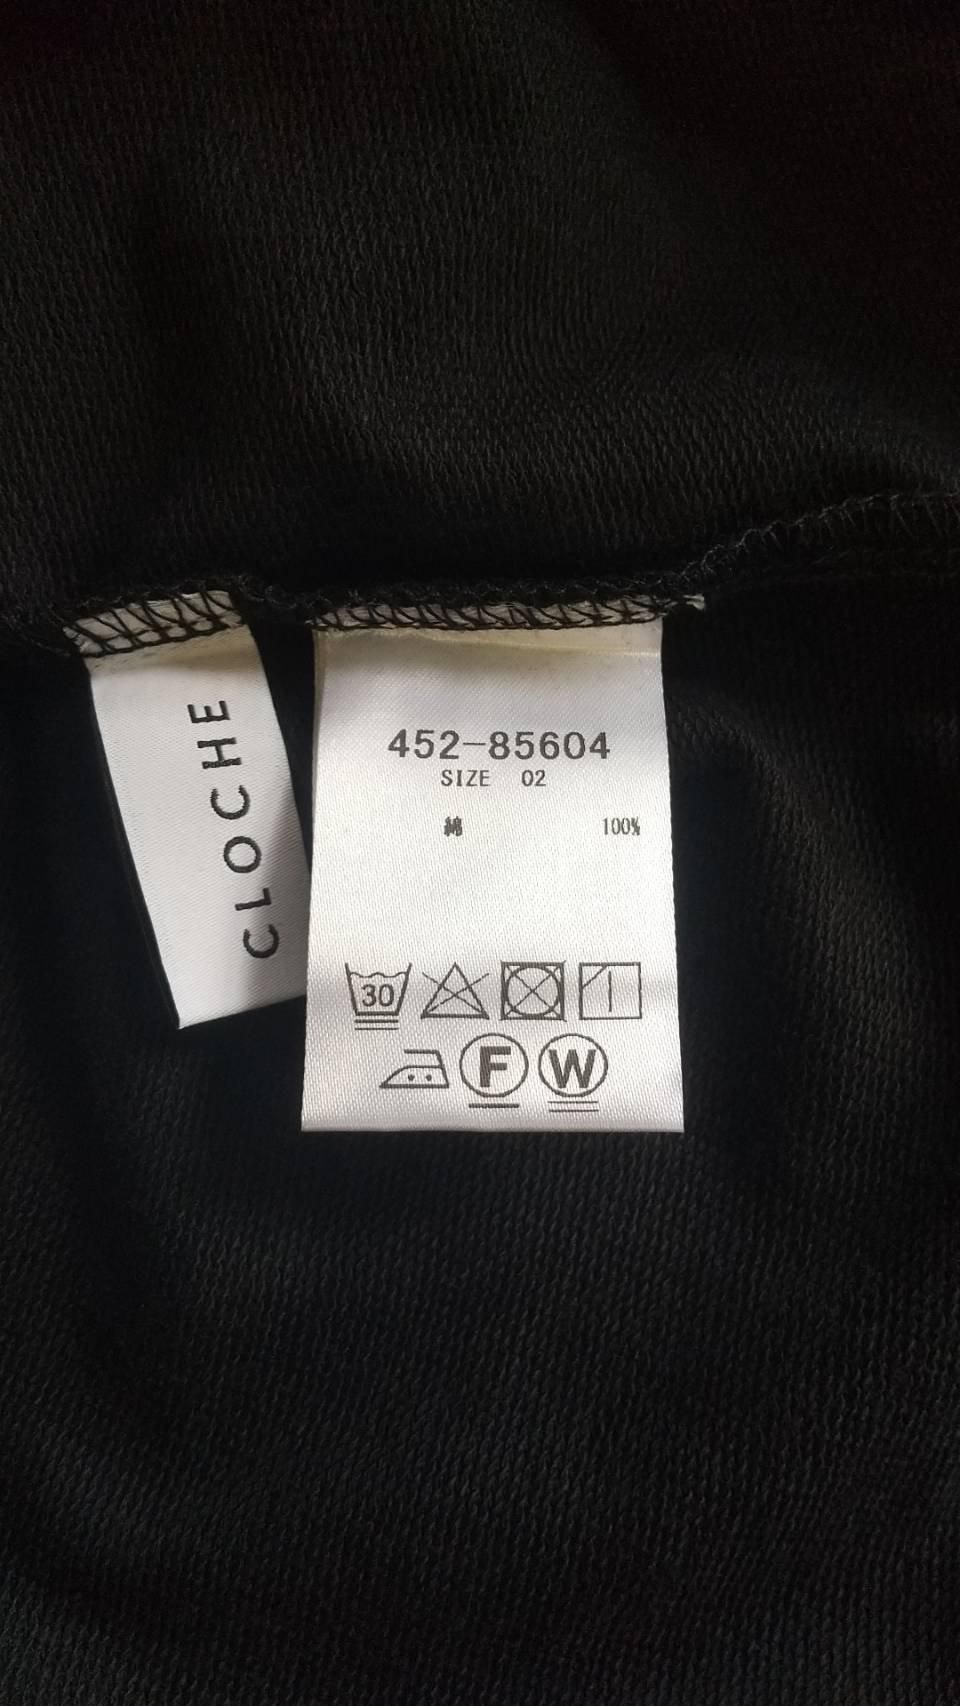 CLOCHE
452-85604
SIZE 02
綿 100%
30
F W